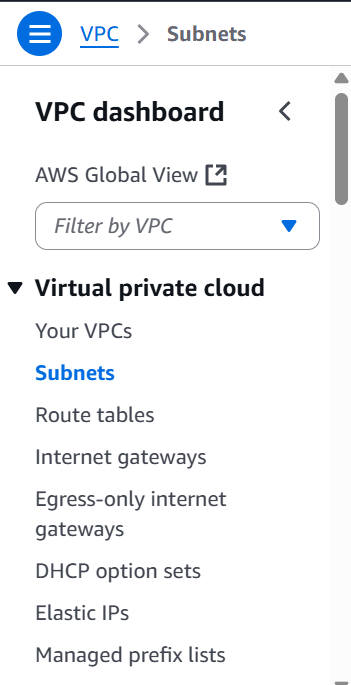 VPC > Subnets
VPC dashboard
AWS Global View
Filter by VPC
Virtual private cloud
Your VPCs
Subnets
Route tables
Internet gateways
Egress-only internet
gateways
DHCP option sets
Elastic IPs
Managed prefix lists